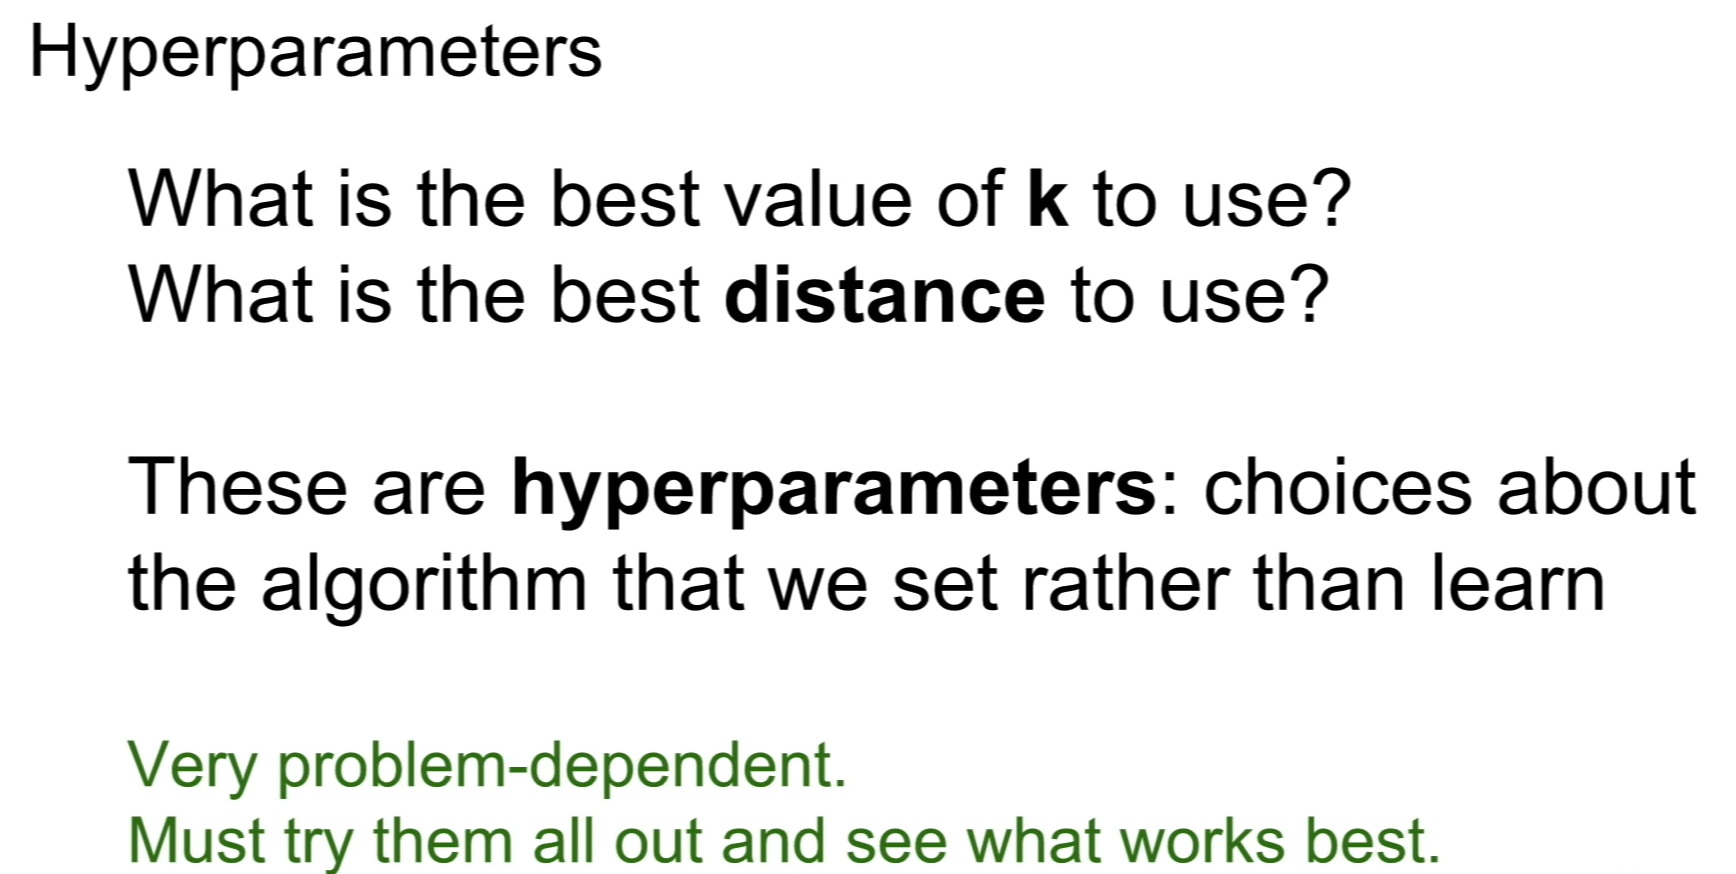 Hyperparameters
What is the best value of k to use?
What is the best distance to use?
These are hyperparameters: choices about
the algorithm that we set rather than learn
Very problem-dependent.
Must try them all out and see what works best.